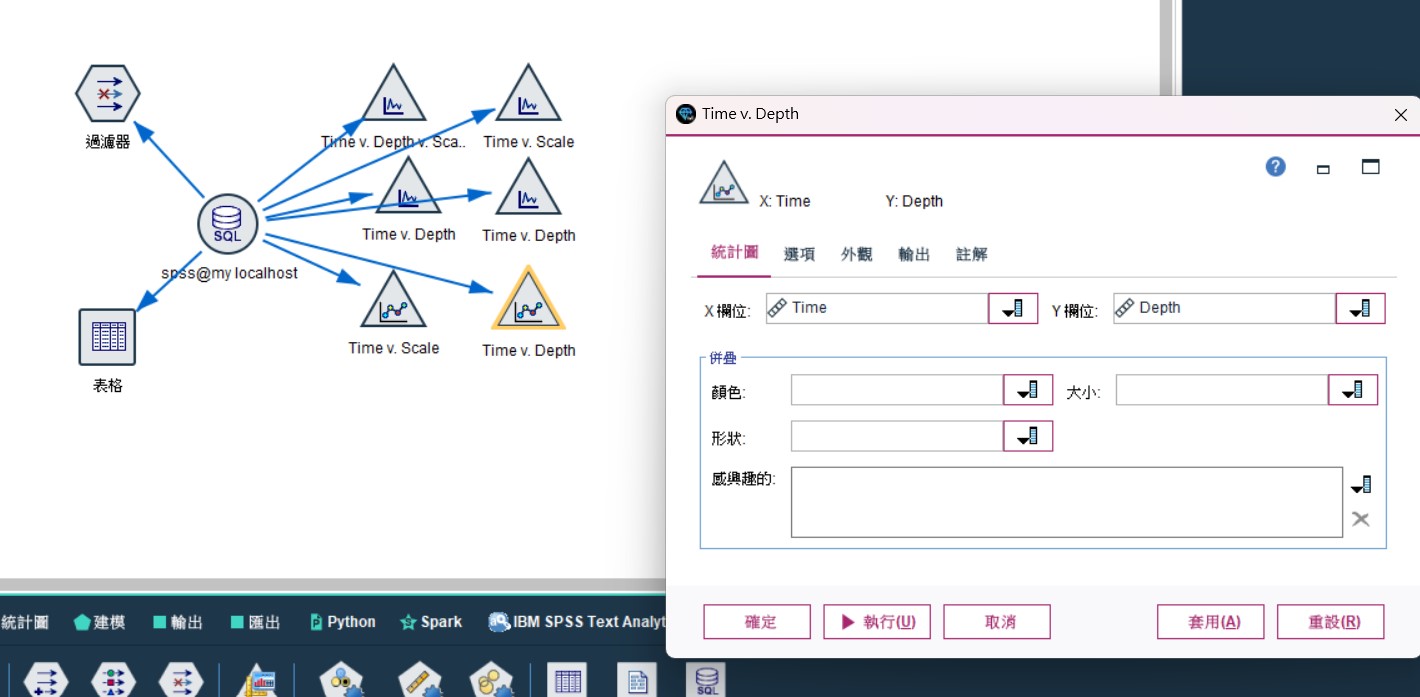 過濾器
Time v. Depth v. Sca..
Time v. Scale
SQL
Time v. Depth
Time v. Depth
spss@my localhost
Time v. Scale
Time v. Depth
表格
Time v. Depth
X: Time
Y: Depth
統計圖 選項 外觀 輸出 註解
X 欄位: Time Y 欄位: Depth
併疊
顏色: 大小:
形狀:
感興趣的:
確定 執行(U) 取消 套用(A) 重設(R)
統計圖 建模 輸出 匯出 Python Spark IBM SPSS Text Analyt
SQL